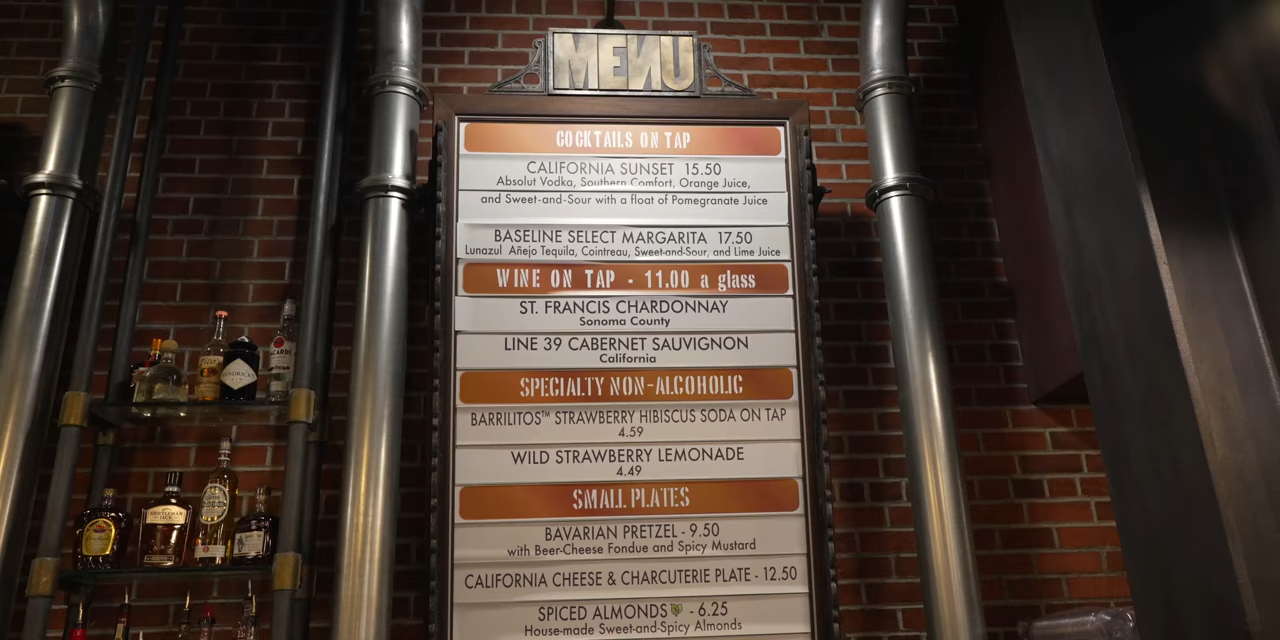 MENU
COCKTAILS ON TAP
CALIFORNIA SUNSET 15.50
Absolut Vodka, Southern Comfort, Orange Juice,
and Sweet-and-Sour with a float of Pomegranate Juice
BASELINE SELECT MARGARITA 17.50
Lunazul Añejo Tequila, Cointreau, Sweet-and-Sour, and Lime Juice
WINE ON TAP - 11.00 a glass
ST. FRANCIS CHARDONNAY
Sonoma County
LINE 39 CABERNET SAUVIGNON
California
SPECIALTY NON-ALCOHOLIC
BARRILITOS™ STRAWBERRY HIBISCUS SODA ON TAP
4.59
WILD STRAWBERRY LEMONADE
4.49
SMALL PLATES
BAVARIAN PRETZEL - 9.50
with Beer-Cheese Fondue and Spicy Mustard
CALIFORNIA CHEESE & CHARCUTERIE PLATE - 12.50
SPICED ALMONDS - 6.25
House-made Sweet-and-Spicy Almonds
Tito's
HENDRICK'S
BACARDI
GENTLEMAN
JACK